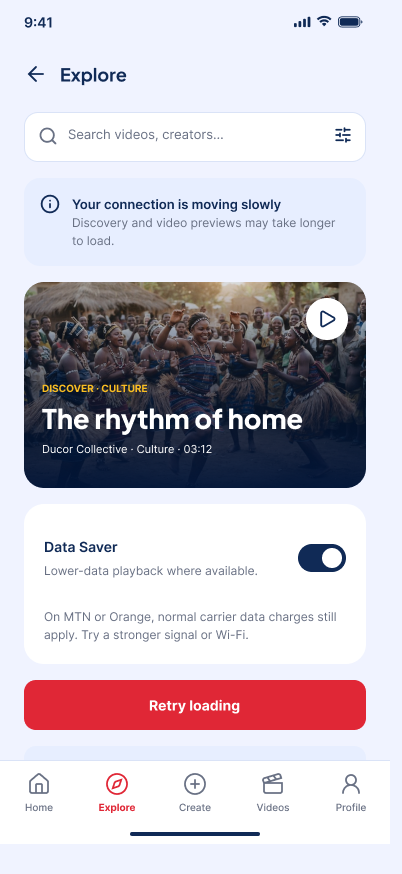 9:41
Explore
Search videos, creators...
Your connection is moving slowly
Discovery and video previews may take longer
to load.
DISCOVER · CULTURE
The rhythm of home
Ducor Collective · Culture · 03:12
Data Saver
Lower-data playback where available.
On MTN or Orange, normal carrier data charges still
apply. Try a stronger signal or Wi-Fi.
Retry loading
Home
Explore
Create
Videos
Profile